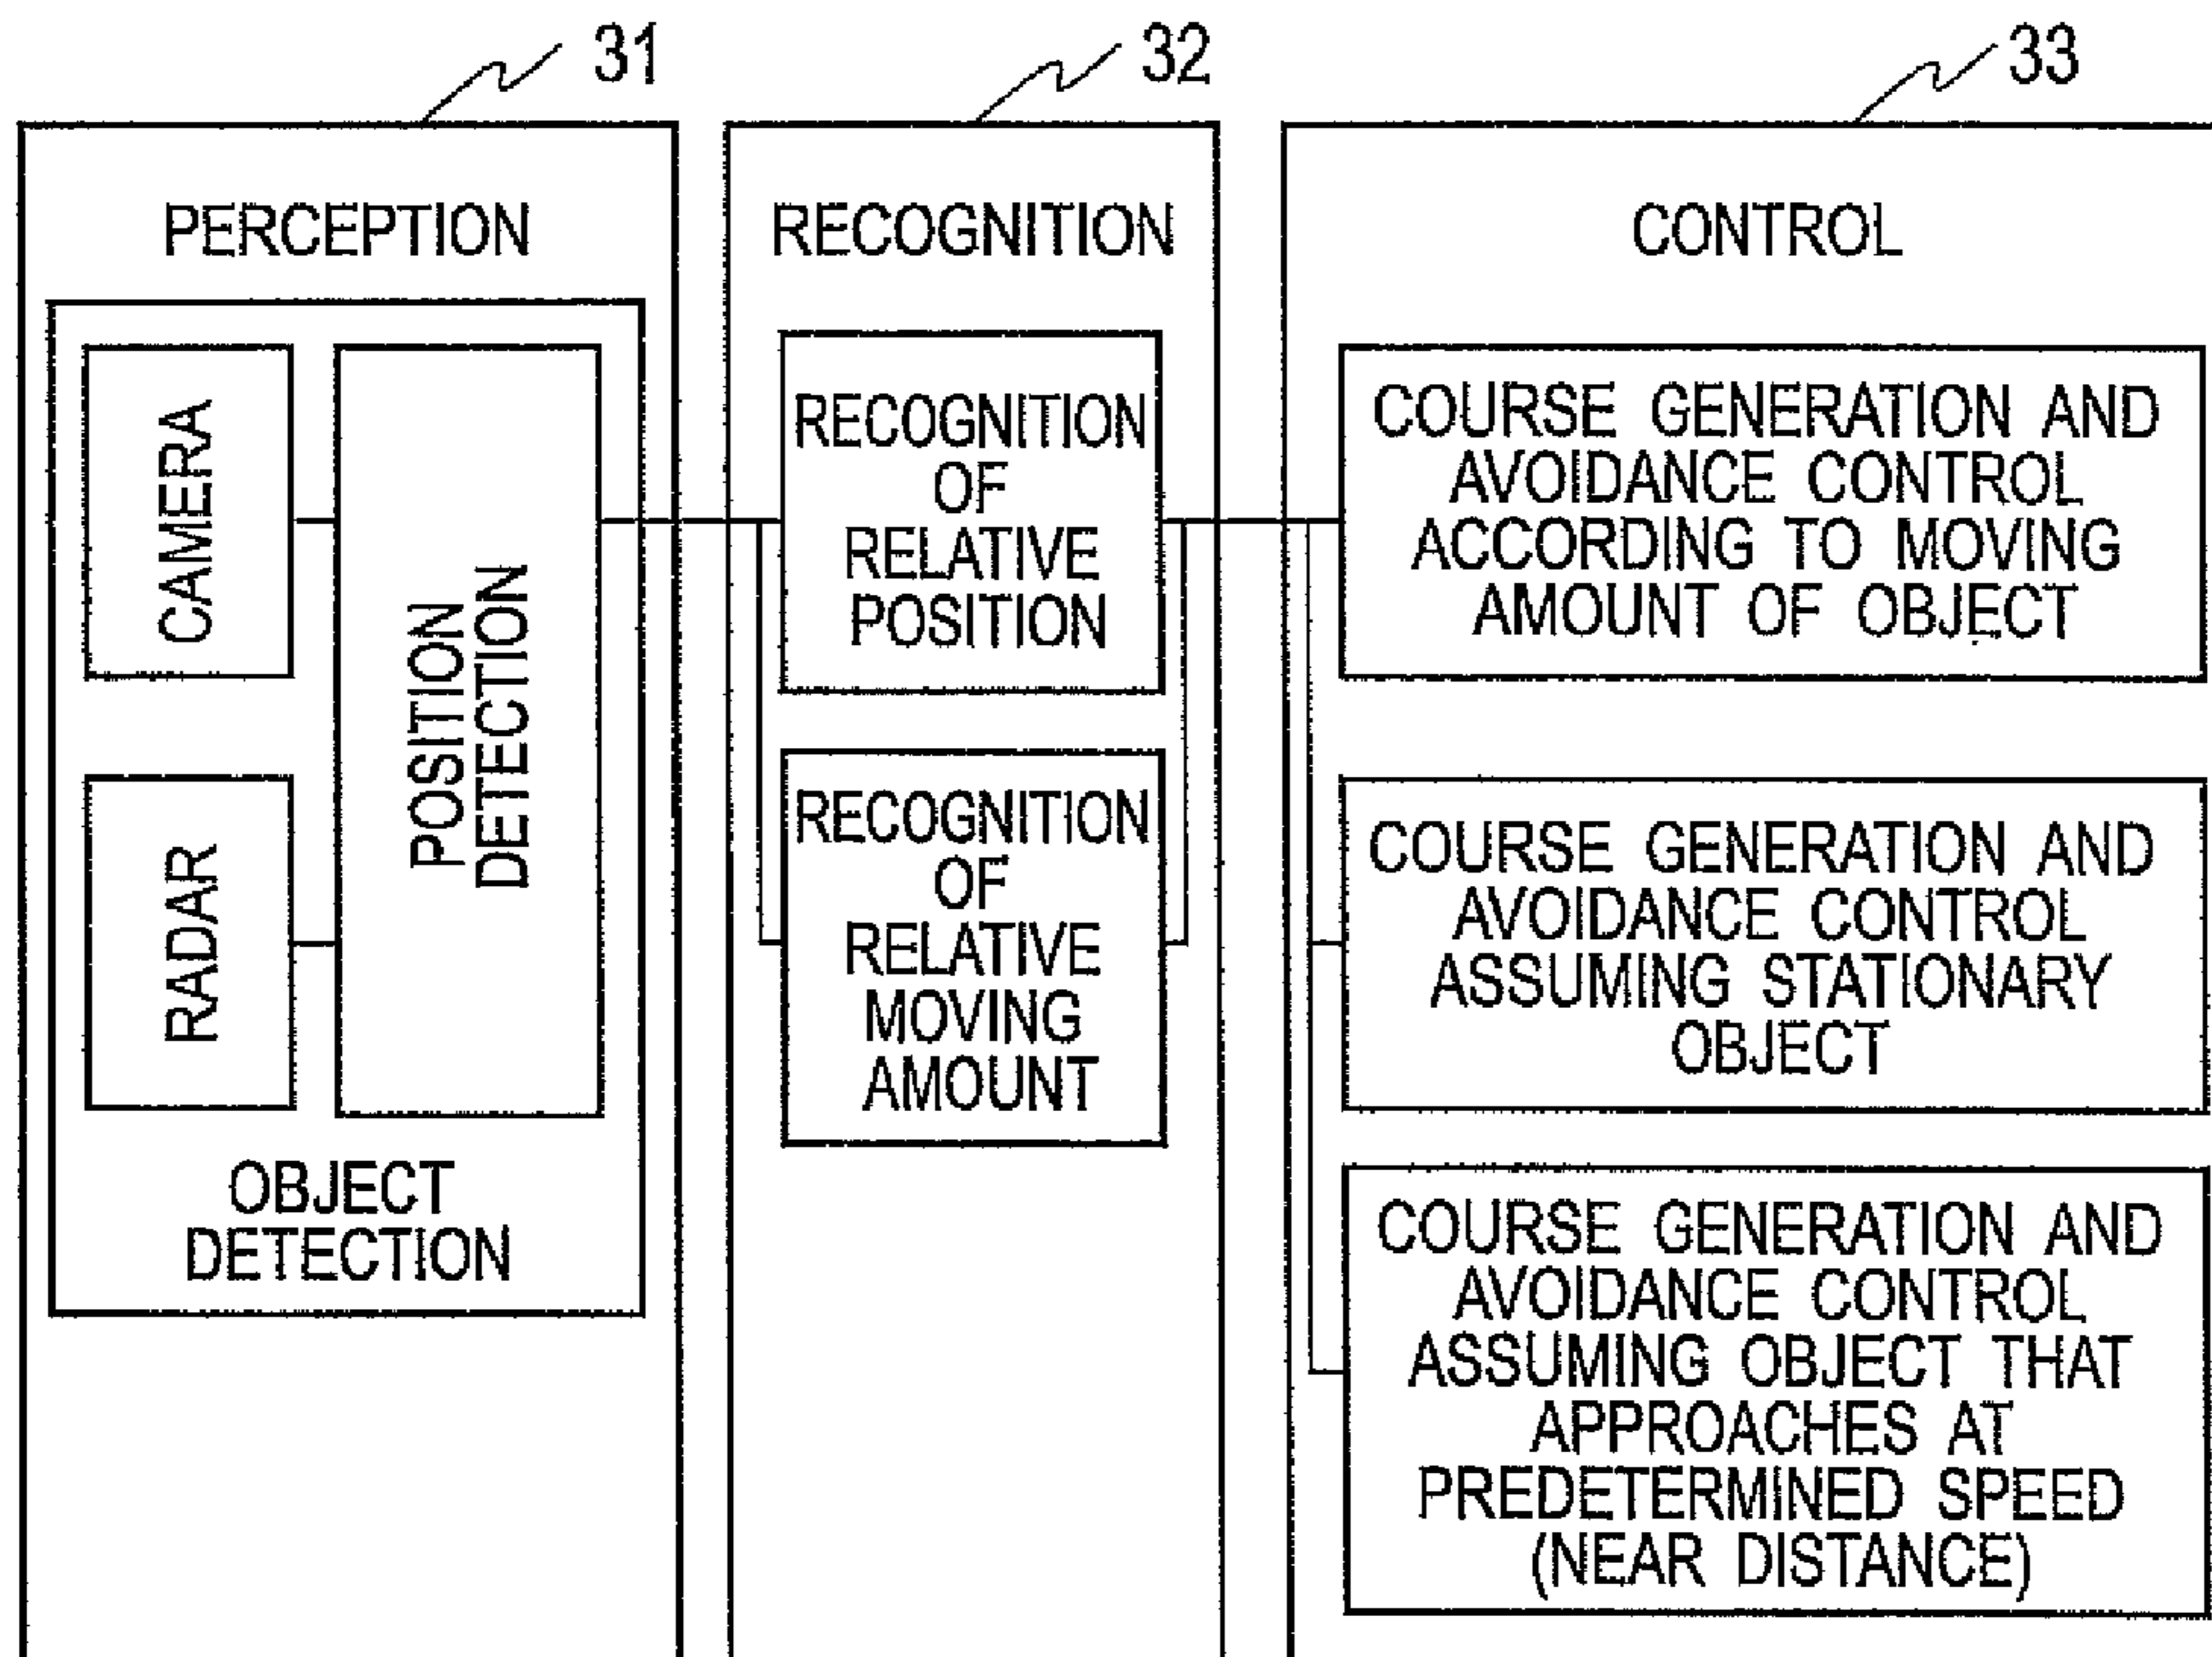 31
32
33
PERCEPTION
CAMERA
RADAR
POSITION
DETECTION
OBJECT
DETECTION
RECOGNITION
RECOGNITION
OF
RELATIVE
POSITION
RECOGNITION
OF
RELATIVE
MOVING
AMOUNT
CONTROL
COURSE GENERATION AND
AVOIDANCE CONTROL
ACCORDING TO MOVING
AMOUNT OF OBJECT
COURSE GENERATION AND
AVOIDANCE CONTROL
ASSUMING STATIONARY
OBJECT
COURSE GENERATION AND
AVOIDANCE CONTROL
ASSUMING OBJECT THAT
APPROACHES AT
PREDETERMINED SPEED
(NEAR DISTANCE)